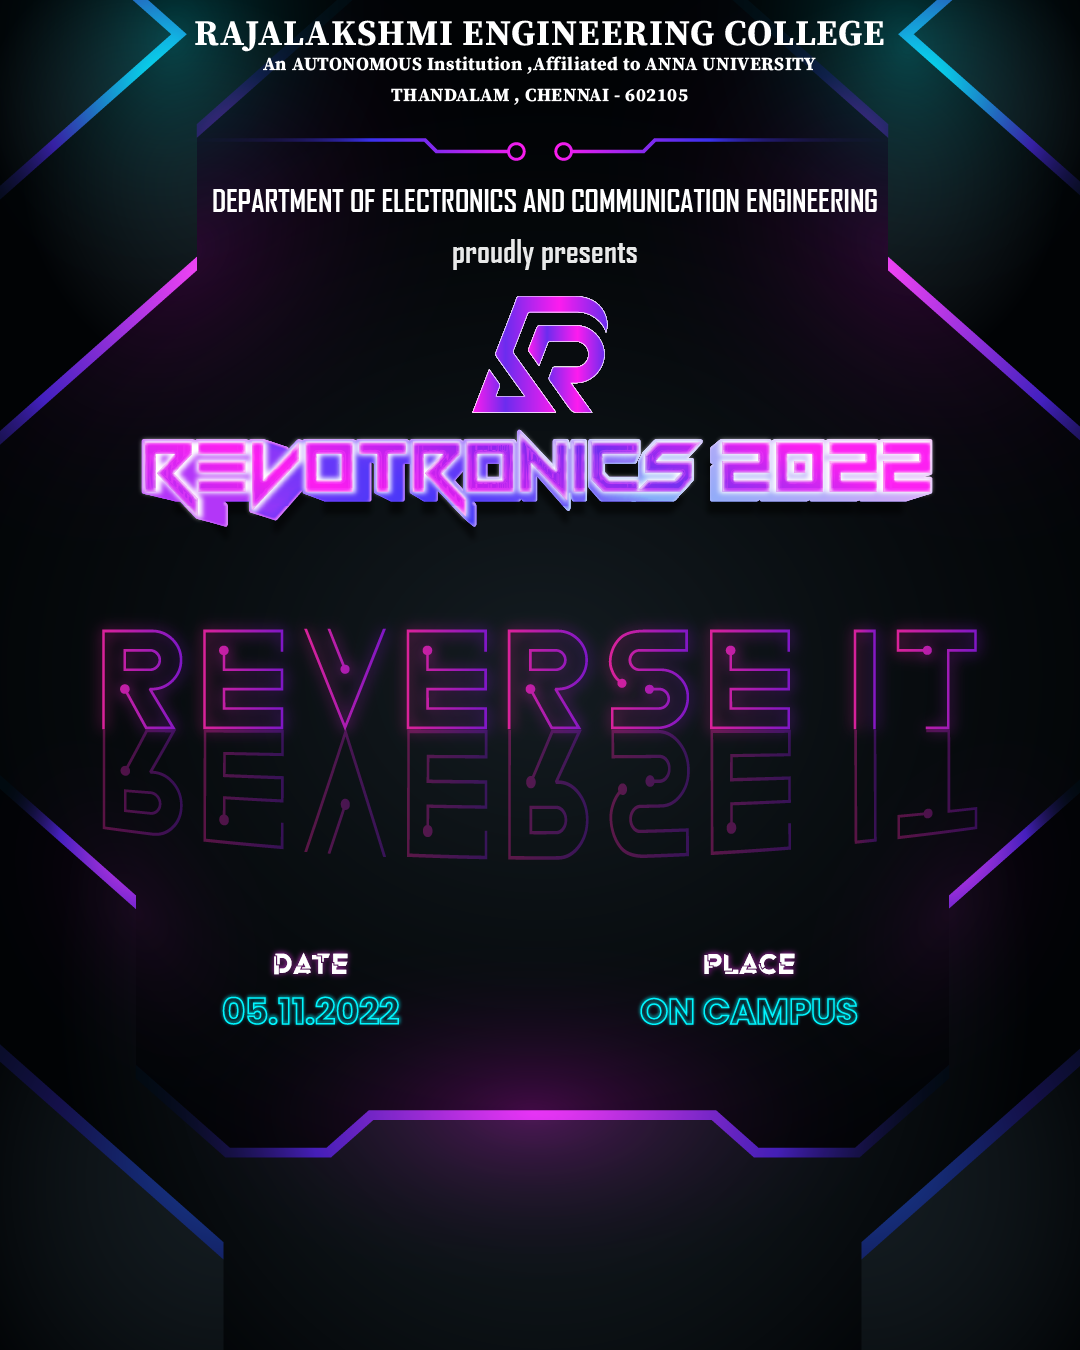 RAJALAKSHMI ENGINEERING COLLEGE
An AUTONOMOUS Institution ,Affiliated to ANNA UNIVERSITY
THANDALAM , CHENNAI - 602105
DEPARTMENT OF ELECTRONICS AND COMMUNICATION ENGINEERING
proudly presents
REVOTRONICS 2022
REVERSE IT
DATE
PLACE
05.11.2022
ON CAMPUS